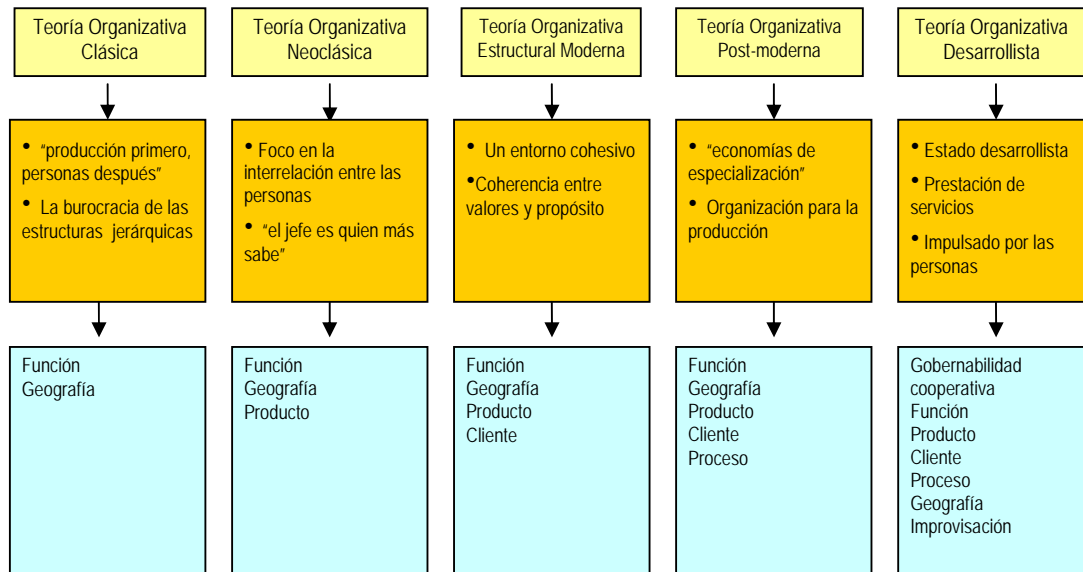 Teoría Organizativa
Clásica
• “producción primero,
personas después”
• La burocracia de las
estructuras jerárquicas
Función
Geografía
Teoría Organizativa
Neoclásica
• Foco en la
interrelación entre las
personas
• “el jefe es quien más
sabe”
Función
Geografía
Producto
Teoría Organizativa
Estructural Moderna
• Un entorno cohesivo
•Coherencia entre
valores y propósito
Función
Geografía
Producto
Cliente
Teoría Organizativa
Post-moderna
• “economías de
especialización”
• Organización para la
producción
Función
Geografía
Producto
Cliente
Proceso
Teoría Organizativa
Desarrollista
• Estado desarrollista
• Prestación de
servicios
• Impulsado por las
personas
Gobernabilidad
cooperativa
Función
Producto
Cliente
Proceso
Geografía
Improvisación